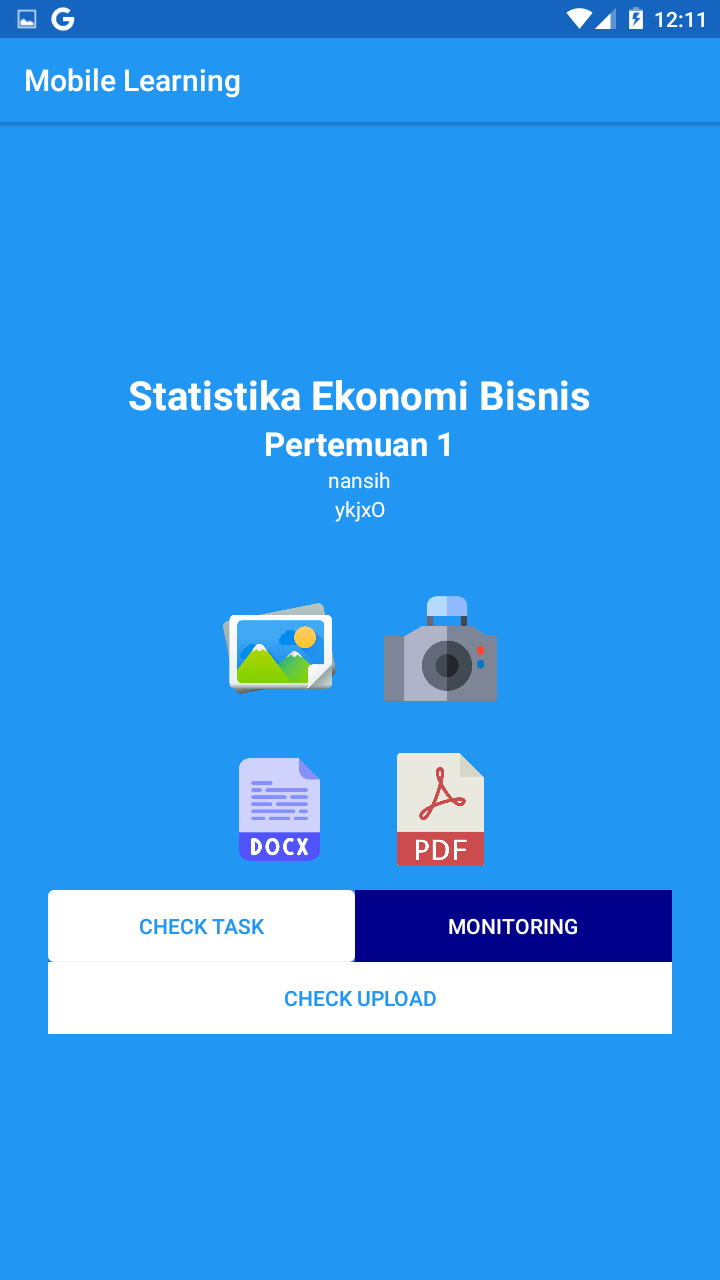 12:11
Mobile Learning
Statistika Ekonomi Bisnis
Pertemuan 1
nansih
ykjxO
DOCX
PDF
CHECK TASK
MONITORING
CHECK UPLOAD